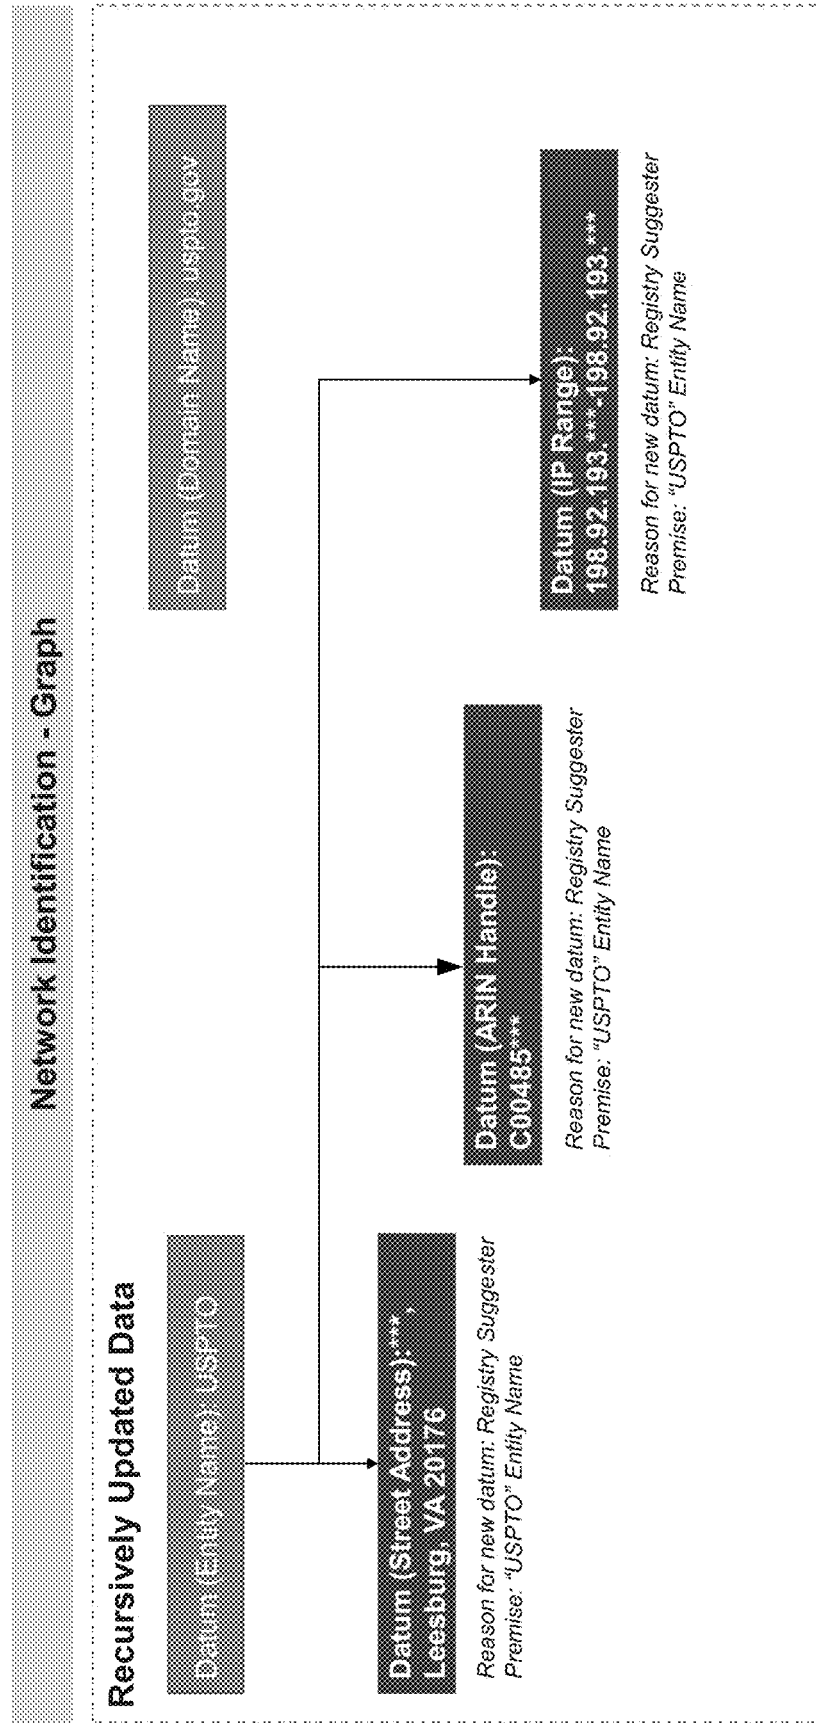 Network Identification - Graph
Recursively Updated Data
Datum (Entity Name): USPTO
Datum (Domain Name): uspto.gov
Datum (Street Address):***,
Leesburg, VA 20176
Reason for new datum: Registry Suggester
Premise: “USPTO” Entity Name
Datum (ARIN Handle):
C00485***
Reason for new datum: Registry Suggester
Premise: “USPTO” Entity Name
Datum (IP Range):
198.92.193.***-198.92.193.***
Reason for new datum: Registry Suggester
Premise: “USPTO” Entity Name